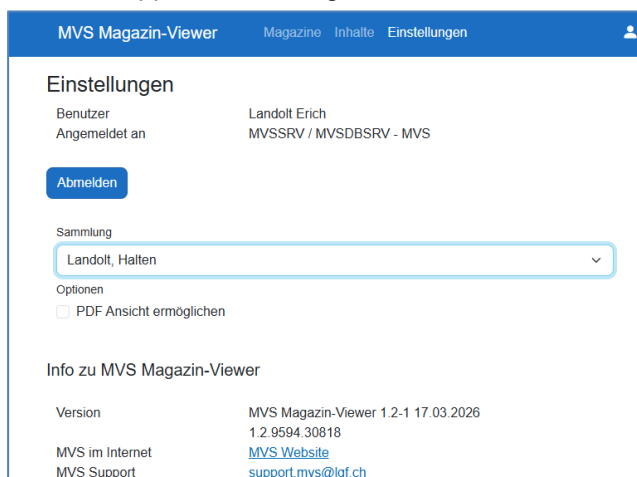 MVS Magazin-Viewer Magazine Inhalte Einstellungen
Einstellungen
Benutzer Landolt Erich
Angemeldet an MVSSRV / MVSDBSRV - MVS
Abmelden
Sammlung
Landolt, Halten
Optionen
PDF Ansicht ermöglichen
Info zu MVS Magazin-Viewer
Version MVS Magazin-Viewer 1.2-1 17.03.2026
1.2.9594.30818
MVS im Internet MVS Website
MVS Support support.mvs@lgf.ch